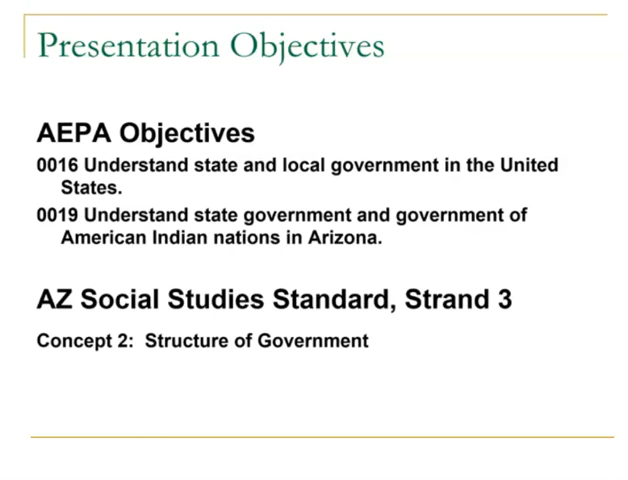 Presentation Objectives
AEPA Objectives
0016 Understand state and local government in the United
States.
0019 Understand state government and government of
American Indian nations in Arizona.
AZ Social Studies Standard, Strand 3
Concept 2:  Structure of Government